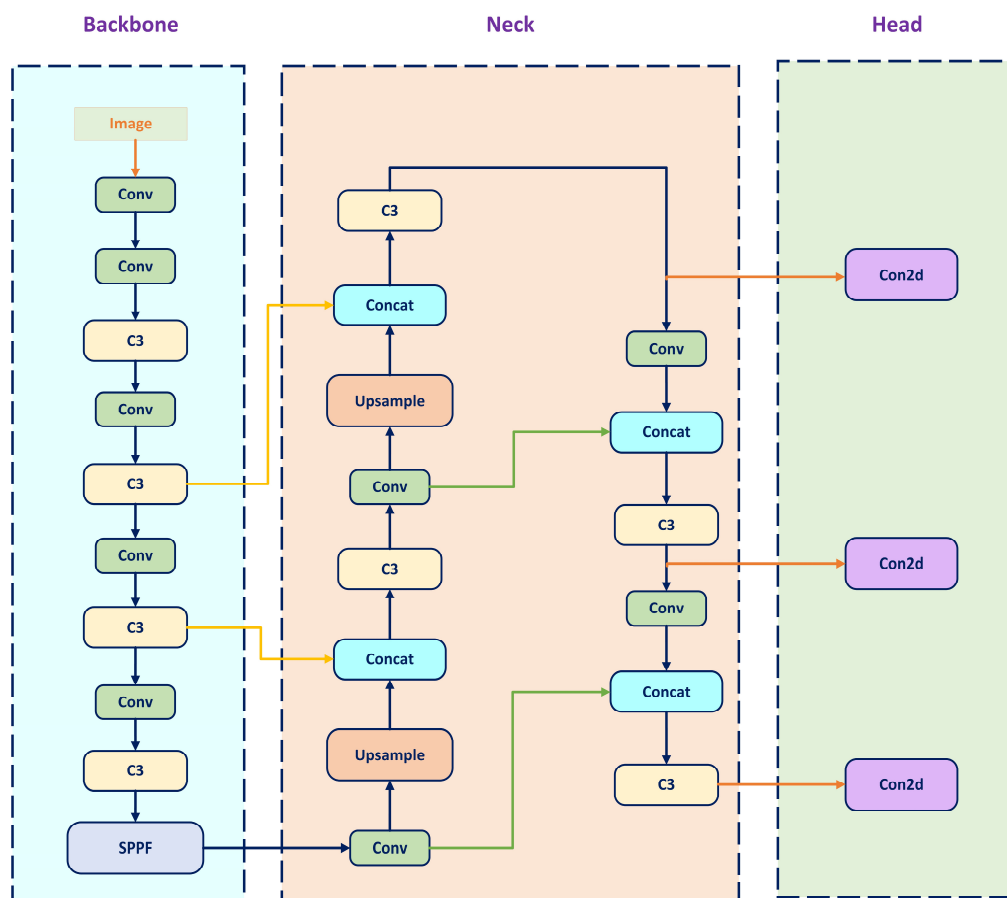 Backbone
Neck
Head
Image
Conv
Conv
C3
Conv
C3
Conv
C3
Conv
C3
SPPF
C3
Concat
Upsample
Conv
C3
Concat
Upsample
Conv
Conv
Concat
C3
Conv
Concat
C3
Con2d
Con2d
Con2d